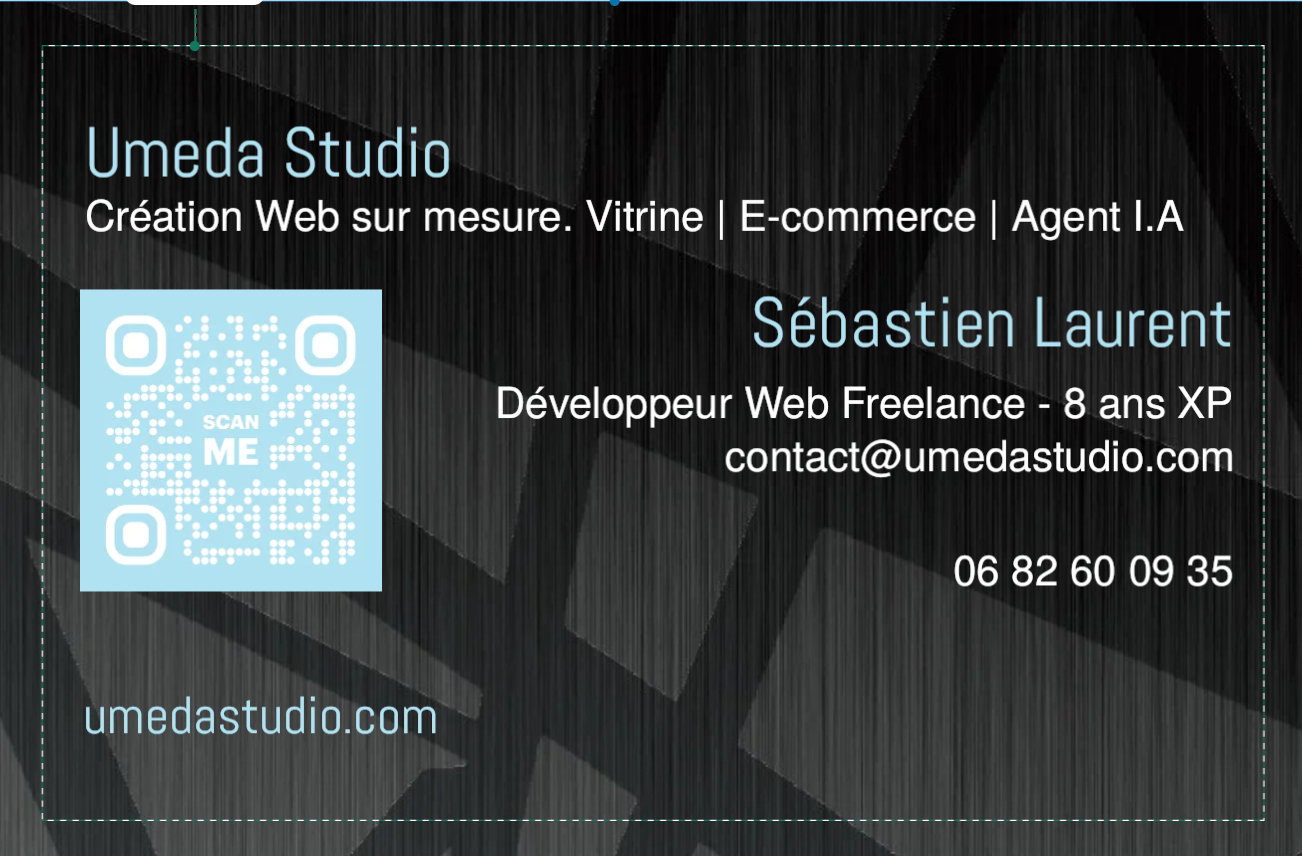 Umeda Studio
Création Web sur mesure. Vitrine | E-commerce | Agent I.A
SCAN
ME
Sébastien Laurent
Développeur Web Freelance - 8 ans XP
contact@umedastudio.com
06 82 60 09 35
umedastudio.com